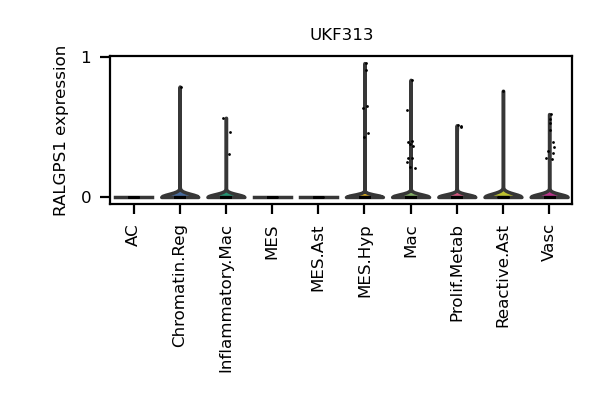 UKF313
RALGPS1 expression
1
0
AC
Chromatin.Reg
Inflammatory.Mac
MES
MES.Ast
MES.Hyp
Mac
Prolif.Metab
Reactive.Ast
Vasc